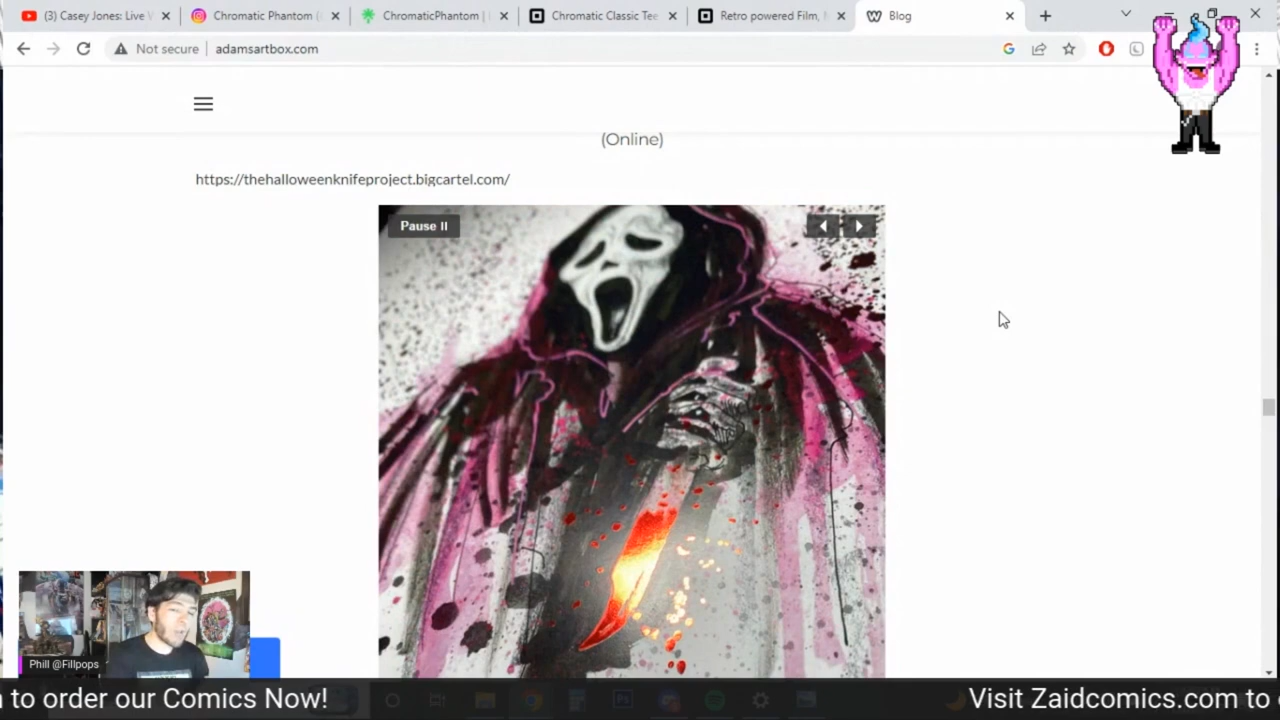 (3) Casey Jones: Live
Chromatic Phantom (
ChromaticPhantom |
Chromatic Classic Tee
Retro powered Film,
Blog
Not secure
adamsartbox.com
(Online)
https://thehalloweenknifeproject.bigcartel.com/
Pause II
Phill @Fillpops
to order our Comics Now!
Visit Zaidcomics.com to